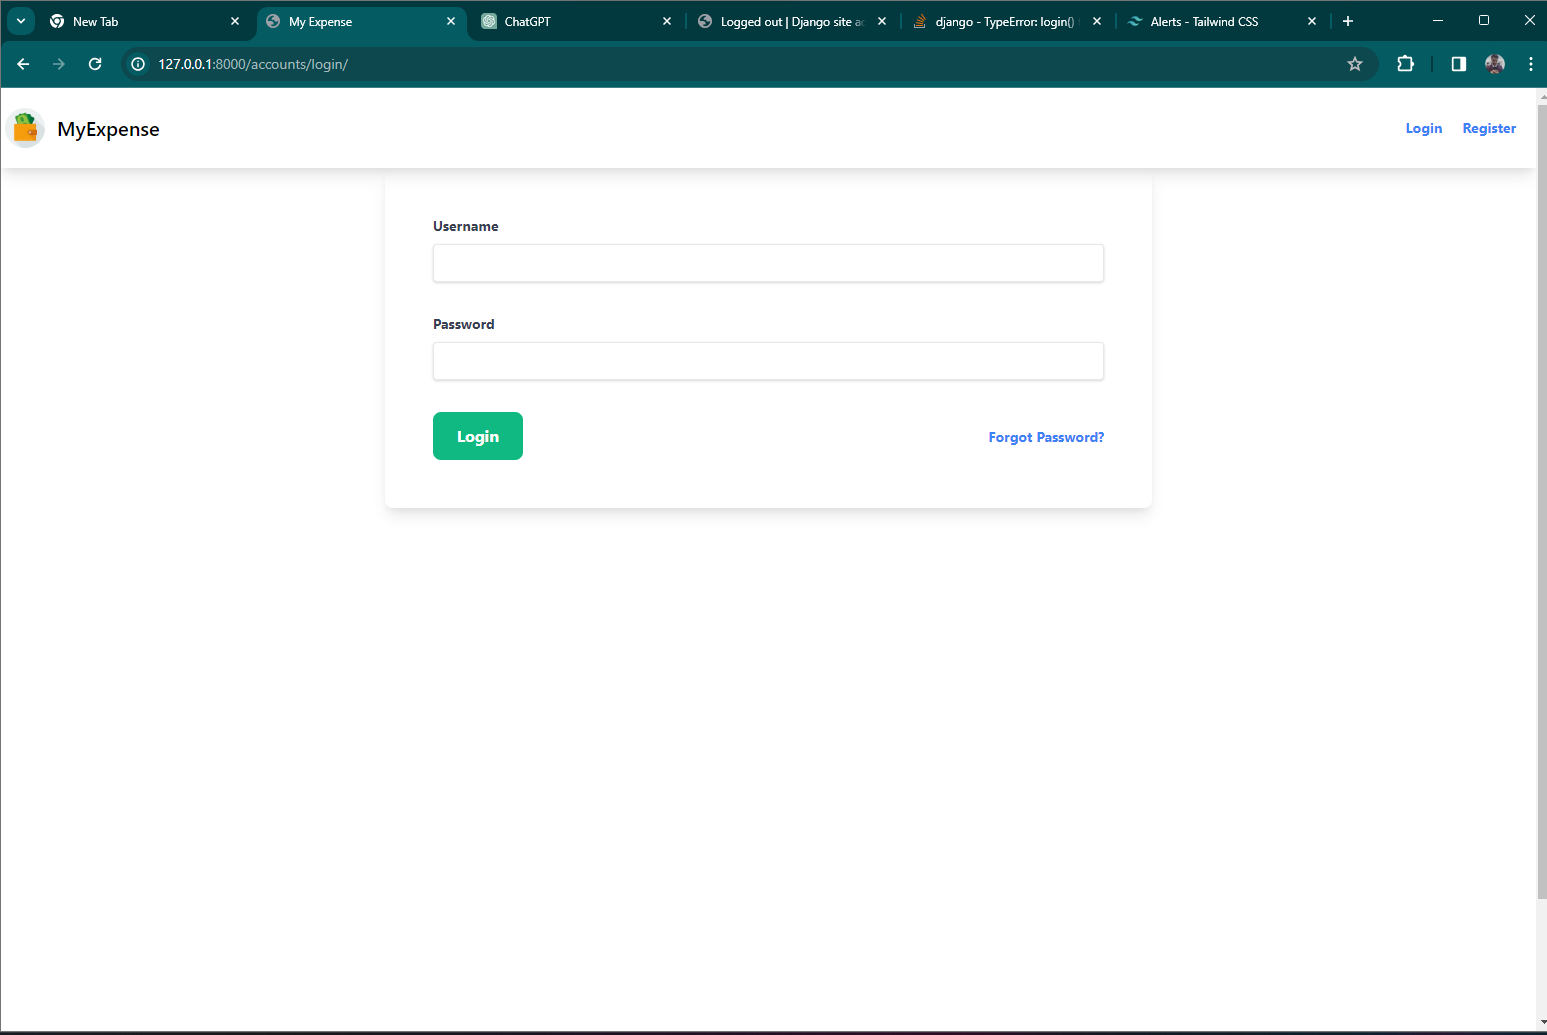 New Tab
My Expense
ChatGPT
Logged out | Django site
django - TypeError: login()
Alerts - Tailwind CSS
127.0.0.1:8000/accounts/login/
MyExpense
Login Register
Username
Password
Login
Forgot Password?